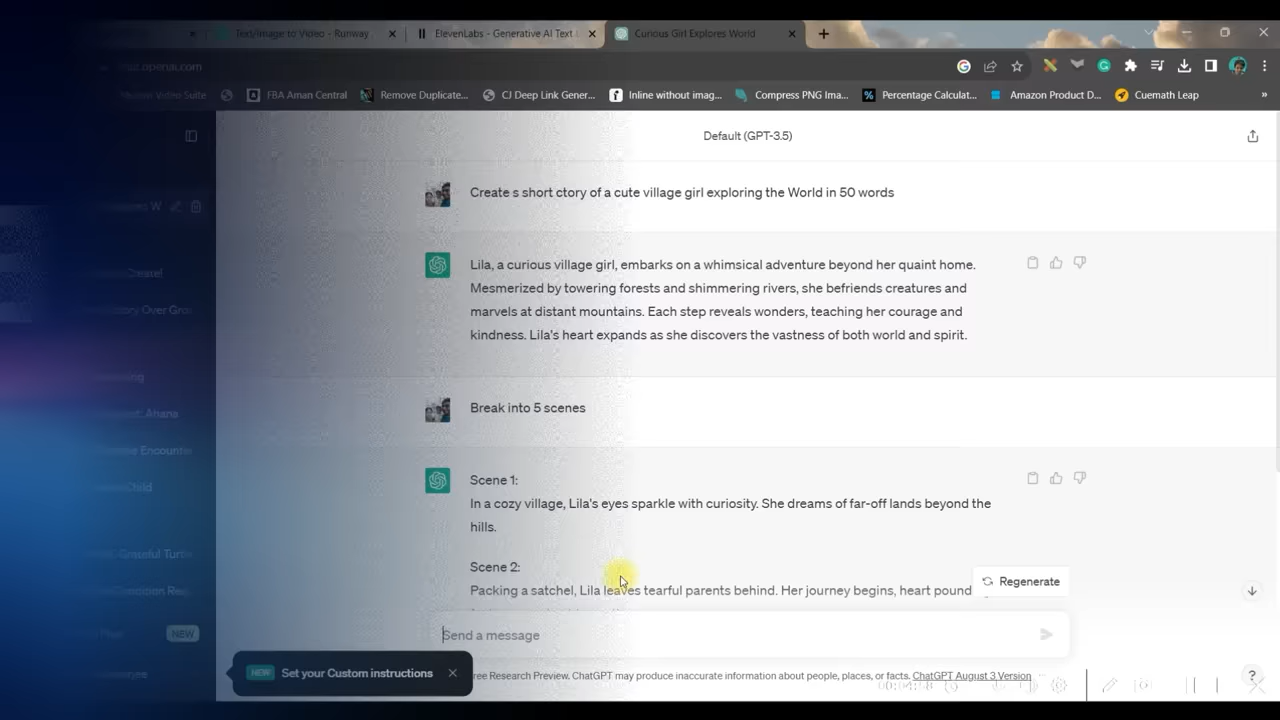 Text/Image to Video - Runway
ElevenLabs - Generative AI Text
Curious Girl Explores World
.openai.com
Video Suite
FBA Aman Central
Remove Duplicate...
CJ Deep Link Gener...
Inline without imag...
Compress PNG Ima...
Percentage Calculat...
Amazon Product D...
Cuemath Leap
»
Default (GPT-3.5)
Create s short ctory of a cute village girl exploring the World in 50 words
Lila, a curious village girl, embarks on a whimsical adventure beyond her quaint home.
Mesmerized by towering forests and shimmering rivers, she befriends creatures and
marvels at distant mountains. Each step reveals wonders, teaching her courage and
kindness. Lila's heart expands as she discovers the vastness of both world and spirit.
Break into 5 scenes
Scene 1:
In a cozy village, Lila's eyes sparkle with curiosity. She dreams of far-off lands beyond the
hills.
Scene 2:
Packing a satchel, Lila leaves tearful parents behind. Her journey begins, heart pound
Regenerate
Send a message
NEW
NEW
Set your Custom instructions
ree Research Preview. ChatGPT may produce inaccurate information about people, places, or facts. ChatGPT August 3 Version
?